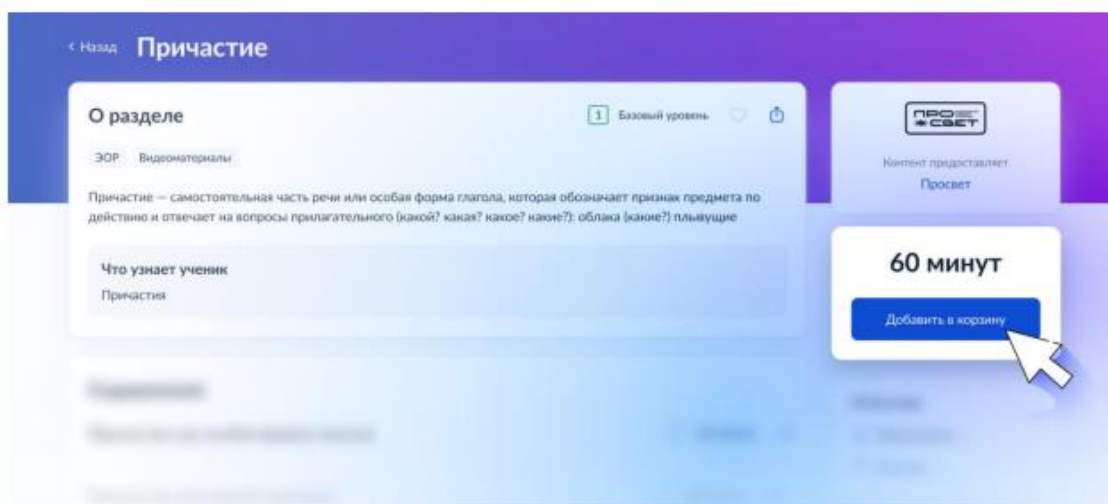 < Назад Причастие
О разделе
1 Базовый уровень
ЭОР Видеоматериалы
Причастие — самостоятельная часть речи или особая форма глагола, которая обозначает признак предмета по
действию и отвечает на вопросы прилагательного (какой? какая? какое? какие?): облака (какие?) плывущие
Что узнает ученик
Причастия
ПРО
СВЕТ
Контент предоставляет
Просвет
60 минут
Добавить в корзину